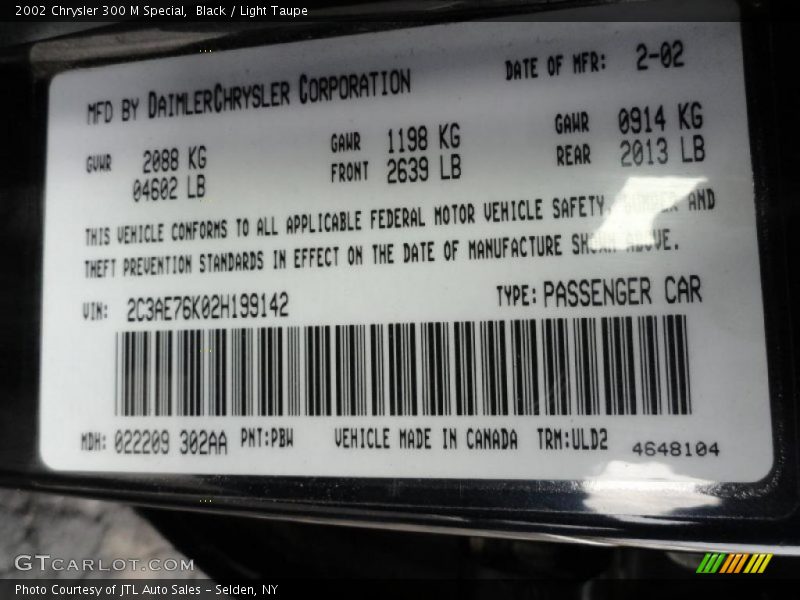 2002 Chrysler 300 M Special, Black / Light Taupe
MFD BY DAIMLERCHRYSLER CORPORATION DATE OF MFR: 2-02
GVWR 2088 KG GAWR 1198 KG GAWR 0914 KG
04602 LB FRONT 2639 LB REAR 2013 LB
THIS VEHICLE CONFORMS TO ALL APPLICABLE FEDERAL MOTOR VEHICLE SAFETY, BUMPER AND
THEFT PREVENTION STANDARDS IN EFFECT ON THE DATE OF MANUFACTURE SHOWN ABOVE.
VIN: 2C3AE76K02H199142 TYPE: PASSENGER CAR
MDH: 022209 302AA PNT:PBW VEHICLE MADE IN CANADA TRM:ULD2 4648104
GTCARLOT.COM
Photo Courtesy of JTL Auto Sales - Selden, NY